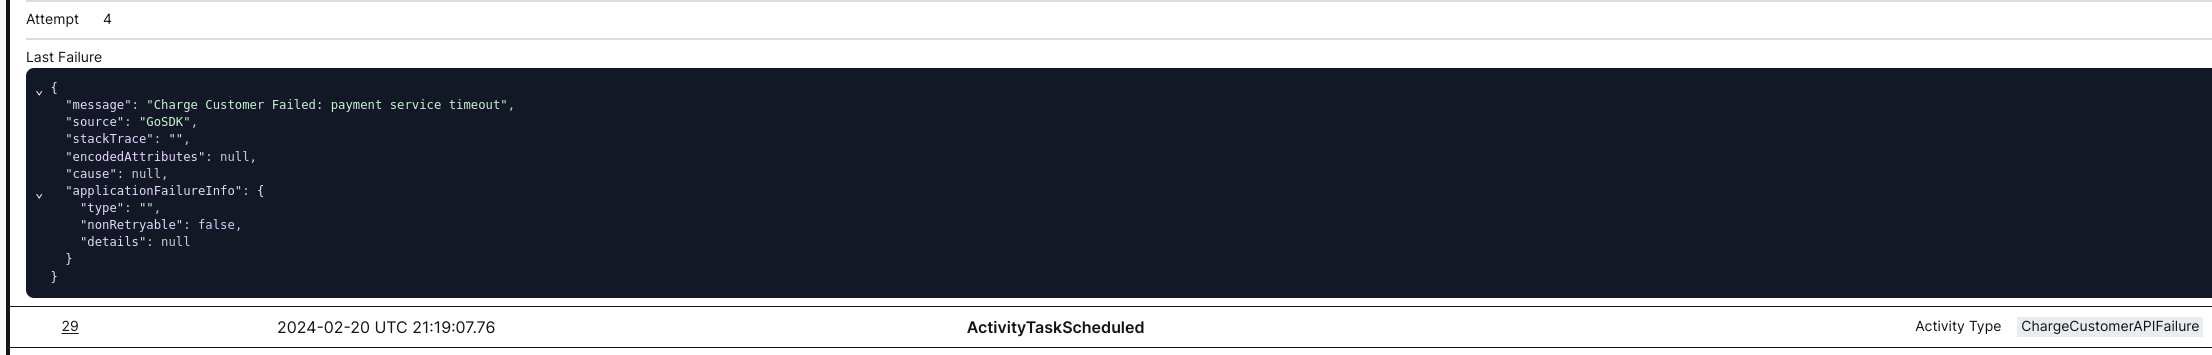 Attempt 4
Last Failure
{
"message": "Charge Customer Failed: payment service timeout",
"source": "GoSDK",
"stackTrace": "",
"encodedAttributes": null,
"cause": null,
"applicationFailureInfo": {
"type": "",
"nonRetryable": false,
"details": null
}
}
29 2024-02-20 UTC 21:19:07.76 ActivityTaskScheduled Activity Type ChargeCustomerAPIFailure